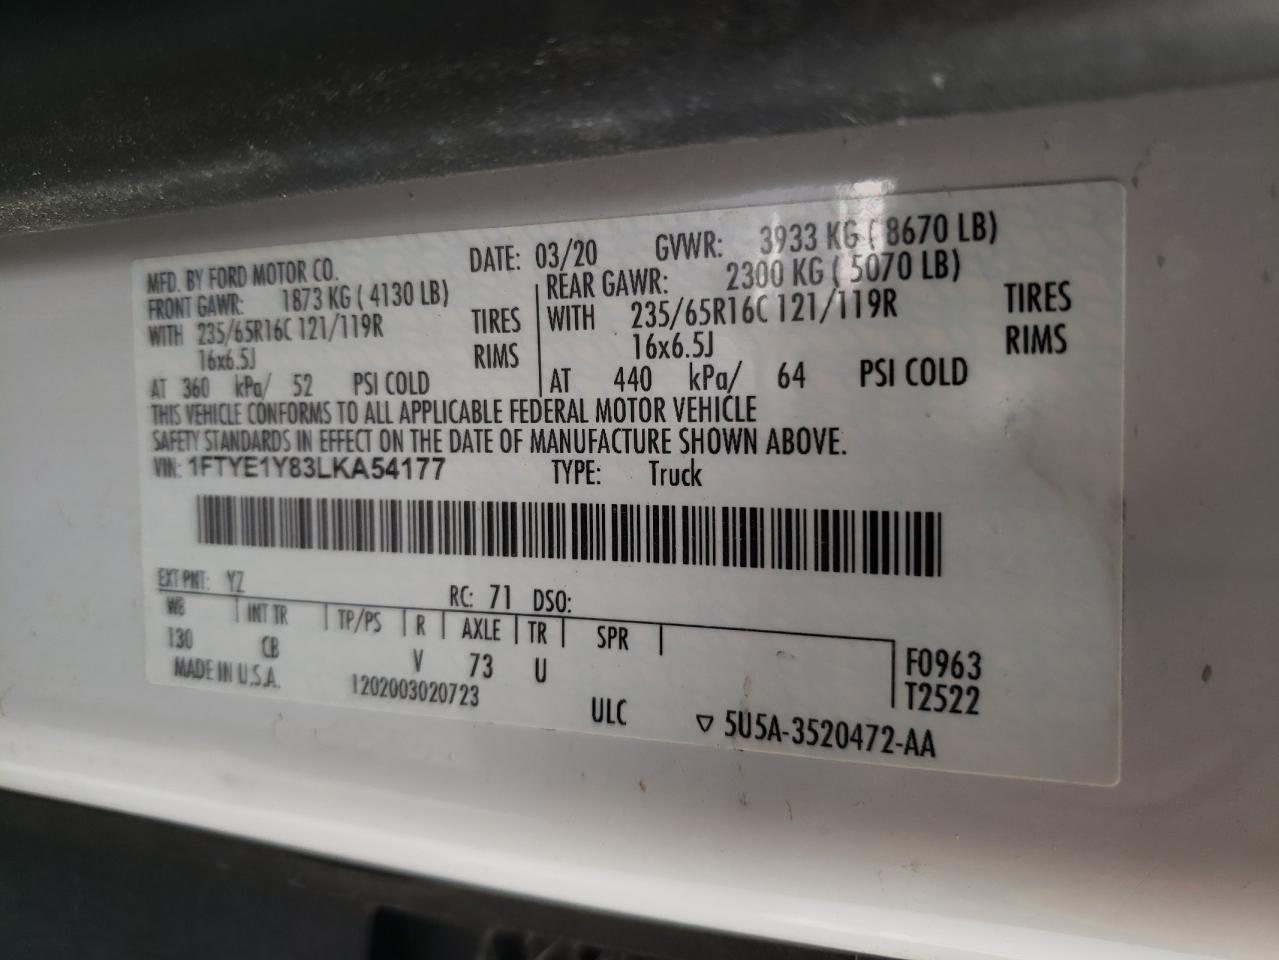 MFD. BY FORD MOTOR CO. DATE: 03/20 GVWR: 3933 KG ( 8670 LB)
FRONT GAWR: 1873 KG ( 4130 LB) REAR GAWR: 2300 KG ( 5070 LB)
WITH 235/65R16C 121/119R TIRES WITH 235/65R16C 121/119R TIRES
16x6.5J RIMS 16x6.5J RIMS
AT 360 kPa/ 52 PSI COLD AT 440 kPa/ 64 PSI COLD
THIS VEHICLE CONFORMS TO ALL APPLICABLE FEDERAL MOTOR VEHICLE
SAFETY STANDARDS IN EFFECT ON THE DATE OF MANUFACTURE SHOWN ABOVE.
VIN: 1FTYE1Y83LKA54177 TYPE: Truck
EXT PNT: YZ RC: 71 DSO:
WB INT TR TP/PS R AXLE TR SPR
130 CB V 73 U F0963
MADE IN U.S.A. 1202003020723 T2522
ULC ▽ 5U5A-3520472-AA